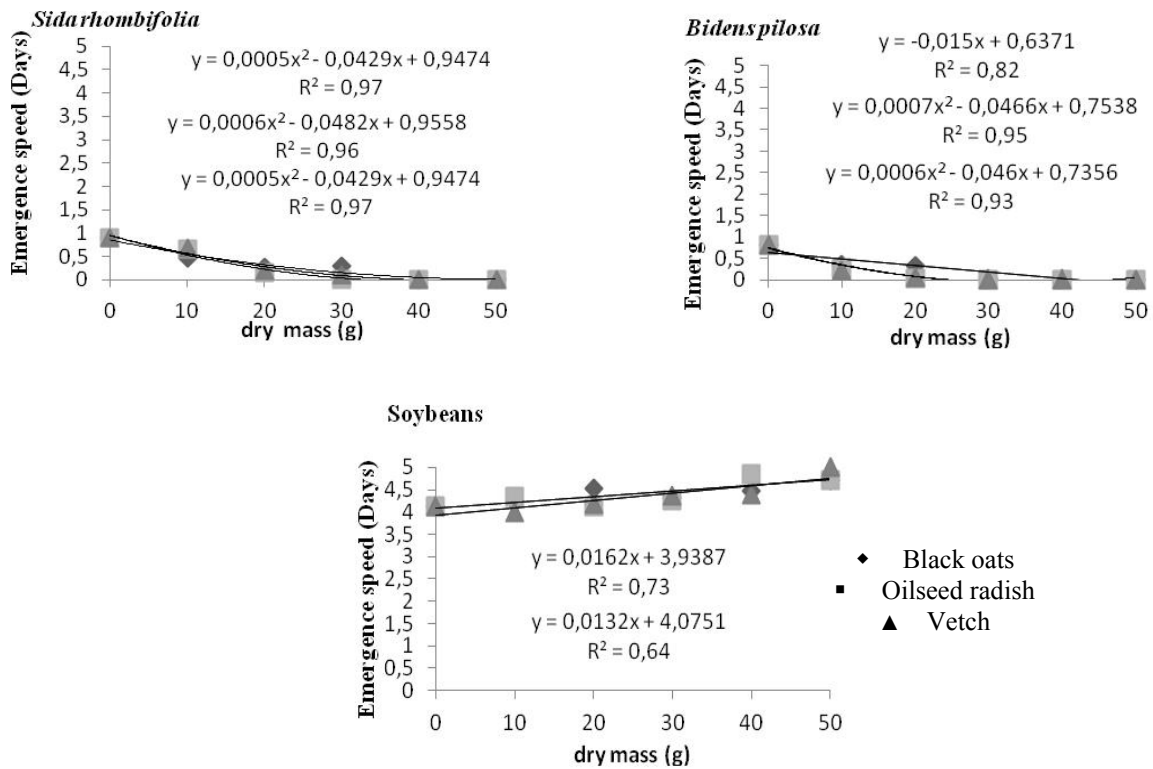 Sida rhombifolia
Emergence speed (Days)
5
4,5
4
3,5
3
2,5
2
1,5
1
0,5
0
y = 0,0005x² - 0,0429x + 0,9474
R² = 0,97
y = 0,0006x² - 0,0482x + 0,9558
R² = 0,96
y = 0,0005x² - 0,0429x + 0,9474
R² = 0,97
0 10 20 30 40 50
dry mass (g)
Bidens pilosa
Emergence speed (Days)
5
4,5
4
3,5
3
2,5
2
1,5
1
0,5
0
y = -0,015x + 0,6371
R² = 0,82
y = 0,0007x² - 0,0466x + 0,7538
R² = 0,95
y = 0,0006x² - 0,046x + 0,7356
R² = 0,93
0 10 20 30 40 50
dry mass (g)
Soybeans
Emergence speed (Days)
5
4,5
4
3,5
3
2,5
2
1,5
1
0,5
0
y = 0,0162x + 3,9387
R² = 0,73
y = 0,0132x + 4,0751
R² = 0,64
0 10 20 30 40 50
dry mass (g)
Black oats
Oilseed radish
Vetch